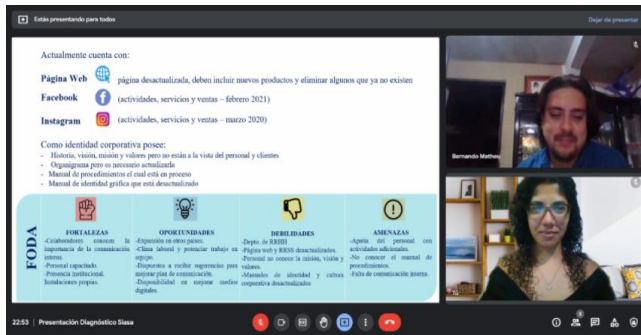 Estás presentando para todos
Dejar de presentar
Actualmente cuenta con:
Página Web
página desactualizada, deben incluir nuevos productos y eliminar algunos que ya no existen
Facebook
(actividades, servicios y ventas – febrero 2021)
Instagram
(actividades, servicios y ventas – marzo 2020)
Como identidad corporativa posee:
- Historia, visión, misión y valores pero no están a la vista del personal y clientes
- Organigrama pero es necesario actualizarla
- Manual de procedimientos el cual está en proceso
- Manual de identidad gráfica que está desactualizado
FODA
FORTALEZAS
-Colaboradores conocen la
importancia de la comunicación
interna.
-Personal capacitado.
-Presencia institucional.
Instalaciones propias.
OPORTUNIDADES
-Expansión en otros países.
-Clima laboral y potenciar trabajo en
equipo.
-Dispuestos a recibir sugerencias para
mejorar plan de comunicación.
-Disponibilidad en mejorar medios
digitales.
DEBILIDADES
-Depto. de RRHH
-Página web y RRSS desactualizados.
-Personal no conoce la misión, visión y
valores.
-Manuales de identidad y cultura
corporativa desactualizados
AMENAZAS
-Apatía del personal con
actividades adicionales.
-No conocer el manual de
procedimientos.
-Falta de comunicación interna.
Bernando Matheu
Tú
22:53 | Presentación Diagnóstico Siasa
3